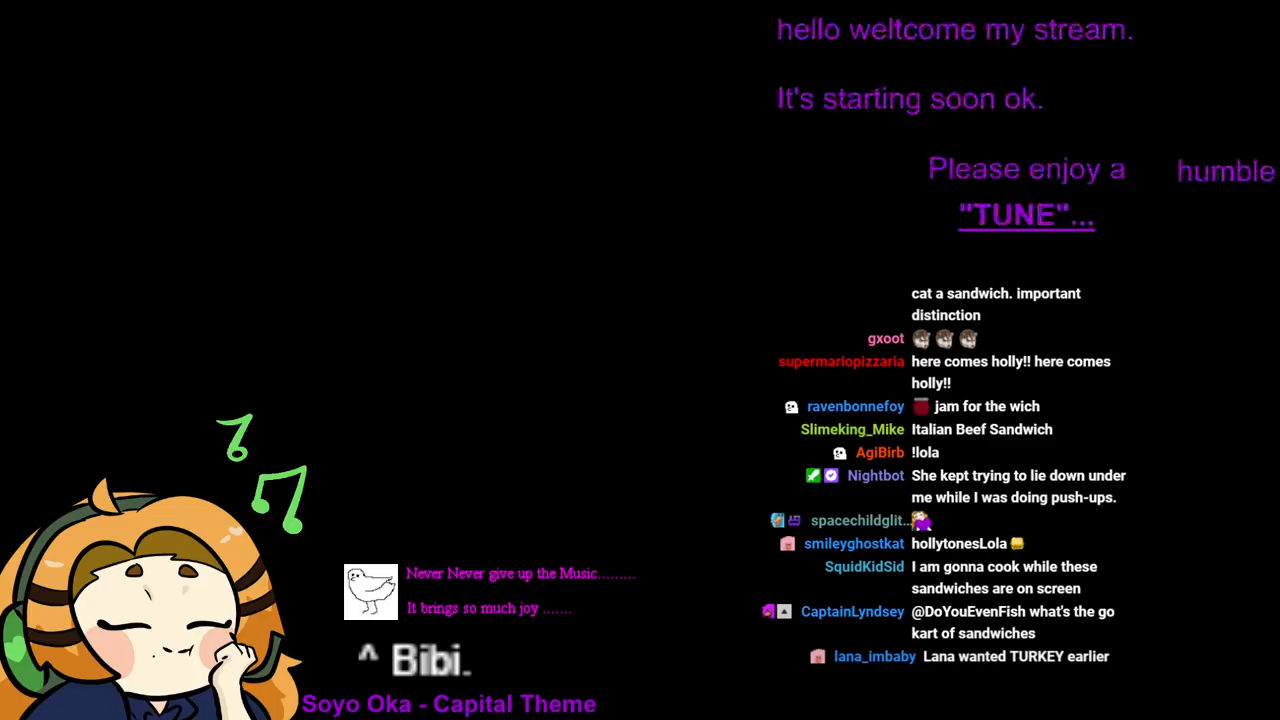 hello weltcome my stream.
It's starting soon ok.
Please enjoy a humble
"TUNE"...
cat a sandwich. important
distinction
gxoot
supermariopizzaria here comes holly!! here comes
holly!!
ravenbonnefoy jam for the wich
Slimeking_Mike Italian Beef Sandwich
AgiBirb !lola
Nightbot She kept trying to lie down under
me while I was doing push-ups.
spacechildglit...
smileyghostkat hollytonesLola
SquidKidSid I am gonna cook while these
sandwiches are on screen
CaptainLyndsey @DoYouEvenFish what's the go
kart of sandwiches
lana_imbaby Lana wanted TURKEY earlier
Never Never give up the Music.........
It brings so much joy .......
^ Bibi.
Soyo Oka - Capital Theme